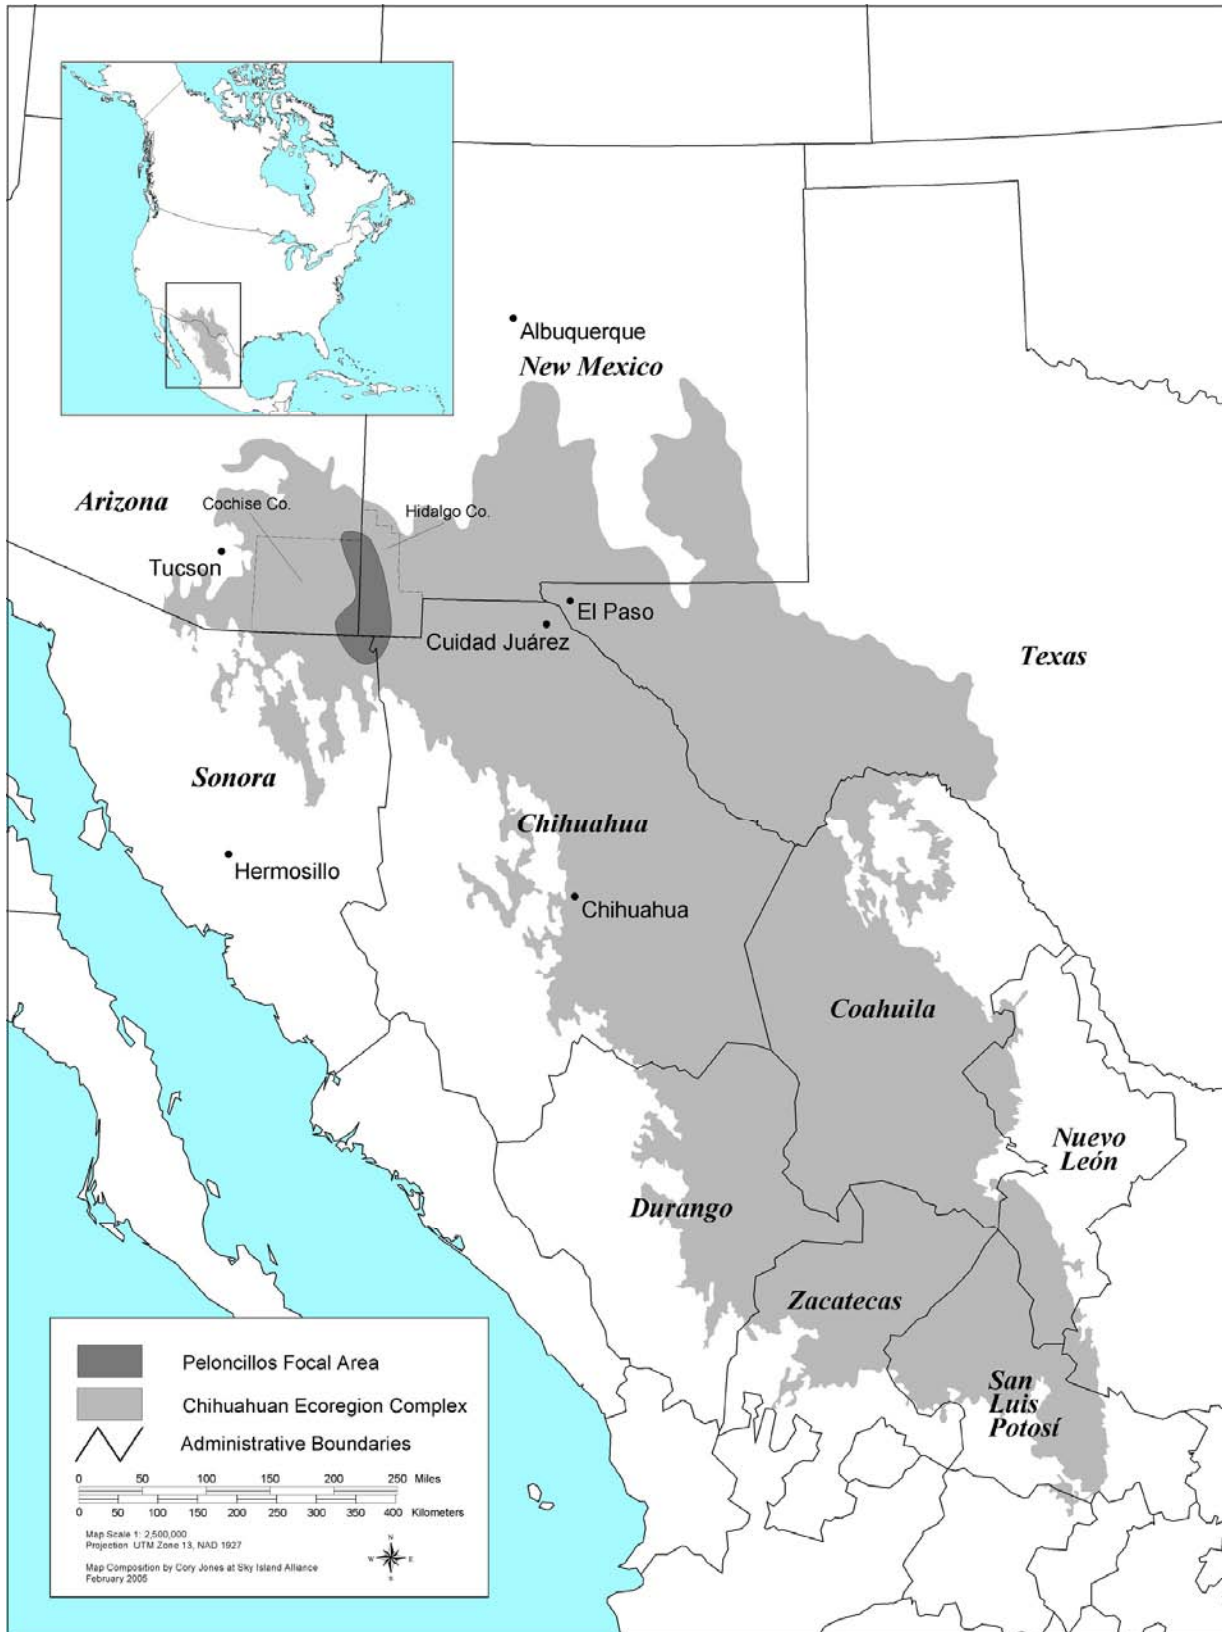 Albuquerque
New Mexico
Arizona
Cochise Co.
Hidalgo Co.
Tucson
El Paso
Cuidad Juárez
Texas
Sonora
Chihuahua
Hermosillo
Chihuahua
Coahuila
Nuevo
León
Durango
Zacatecas
San
Luis
Potosí
Peloncillos Focal Area
Chihuahuan Ecoregion Complex
Administrative Boundaries
0 50 100 150 200 250 Miles
0 50 100 150 200 250 300 350 400 Kilometers
Map Scale 1: 2,500,000
Projection UTM Zone 13, NAD 1927
Map Composition by Cory Jones at Sky Island Alliance
February 2005
N
W E
S